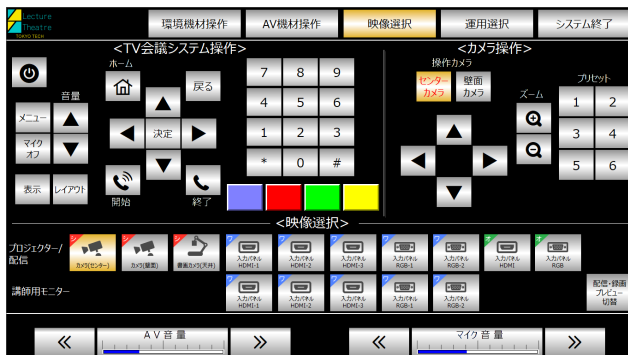 Lecture
Theatre
TOKYO TECH
環境機材操作
AV機材操作
映像選択
運用選択
システム終了
<TV会議システム操作>
ホーム
戻る
音量
メニュー
マイク
オフ
決定
表示
レイアウト
開始
終了
7 8 9
4 5 6
1 2 3
* 0 #
<カメラ操作>
操作カメラ
センター
カメラ
壁面
カメラ
ズーム
プリセット
1 2
3 4
5 6
<映像選択>
プロジェクター/
配信
カメラ(センター)
カメラ(壁面)
書画カメラ(天井)
入力パネル
HDMI-1
入力パネル
HDMI-2
入力パネル
HDMI-3
入力パネル
RGB-1
入力パネル
RGB-2
入力パネル
HDMI
入力パネル
RGB
講師用モニター
入力パネル
HDMI-1
入力パネル
HDMI-2
入力パネル
HDMI-3
入力パネル
RGB-1
入力パネル
RGB-2
配信・録画
プレビュー
切替
AV音量
マイク音量